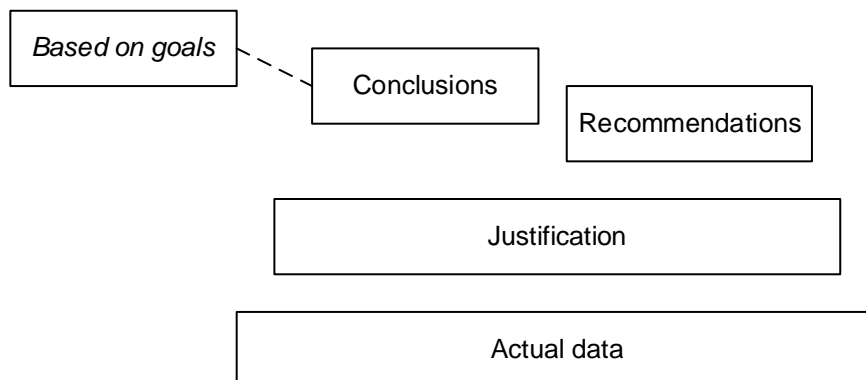 Based on goals
Conclusions
Recommendations
Justification
Actual data